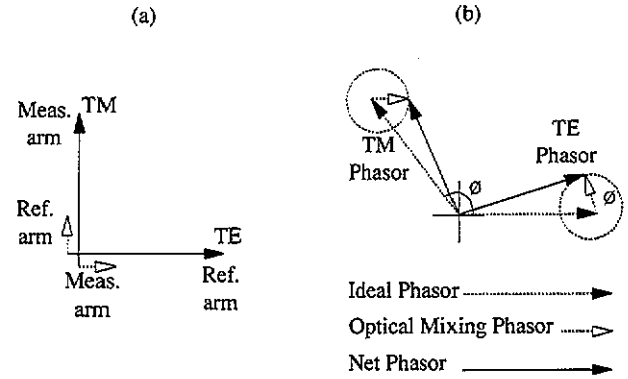 (a)
(b)
Meas.
arm
TM
Ref.
arm
TE
Meas.
arm
Ref.
arm
TM
Phasor
ø
TE
Phasor
ø
Ideal Phasor
Optical Mixing Phasor
Net Phasor